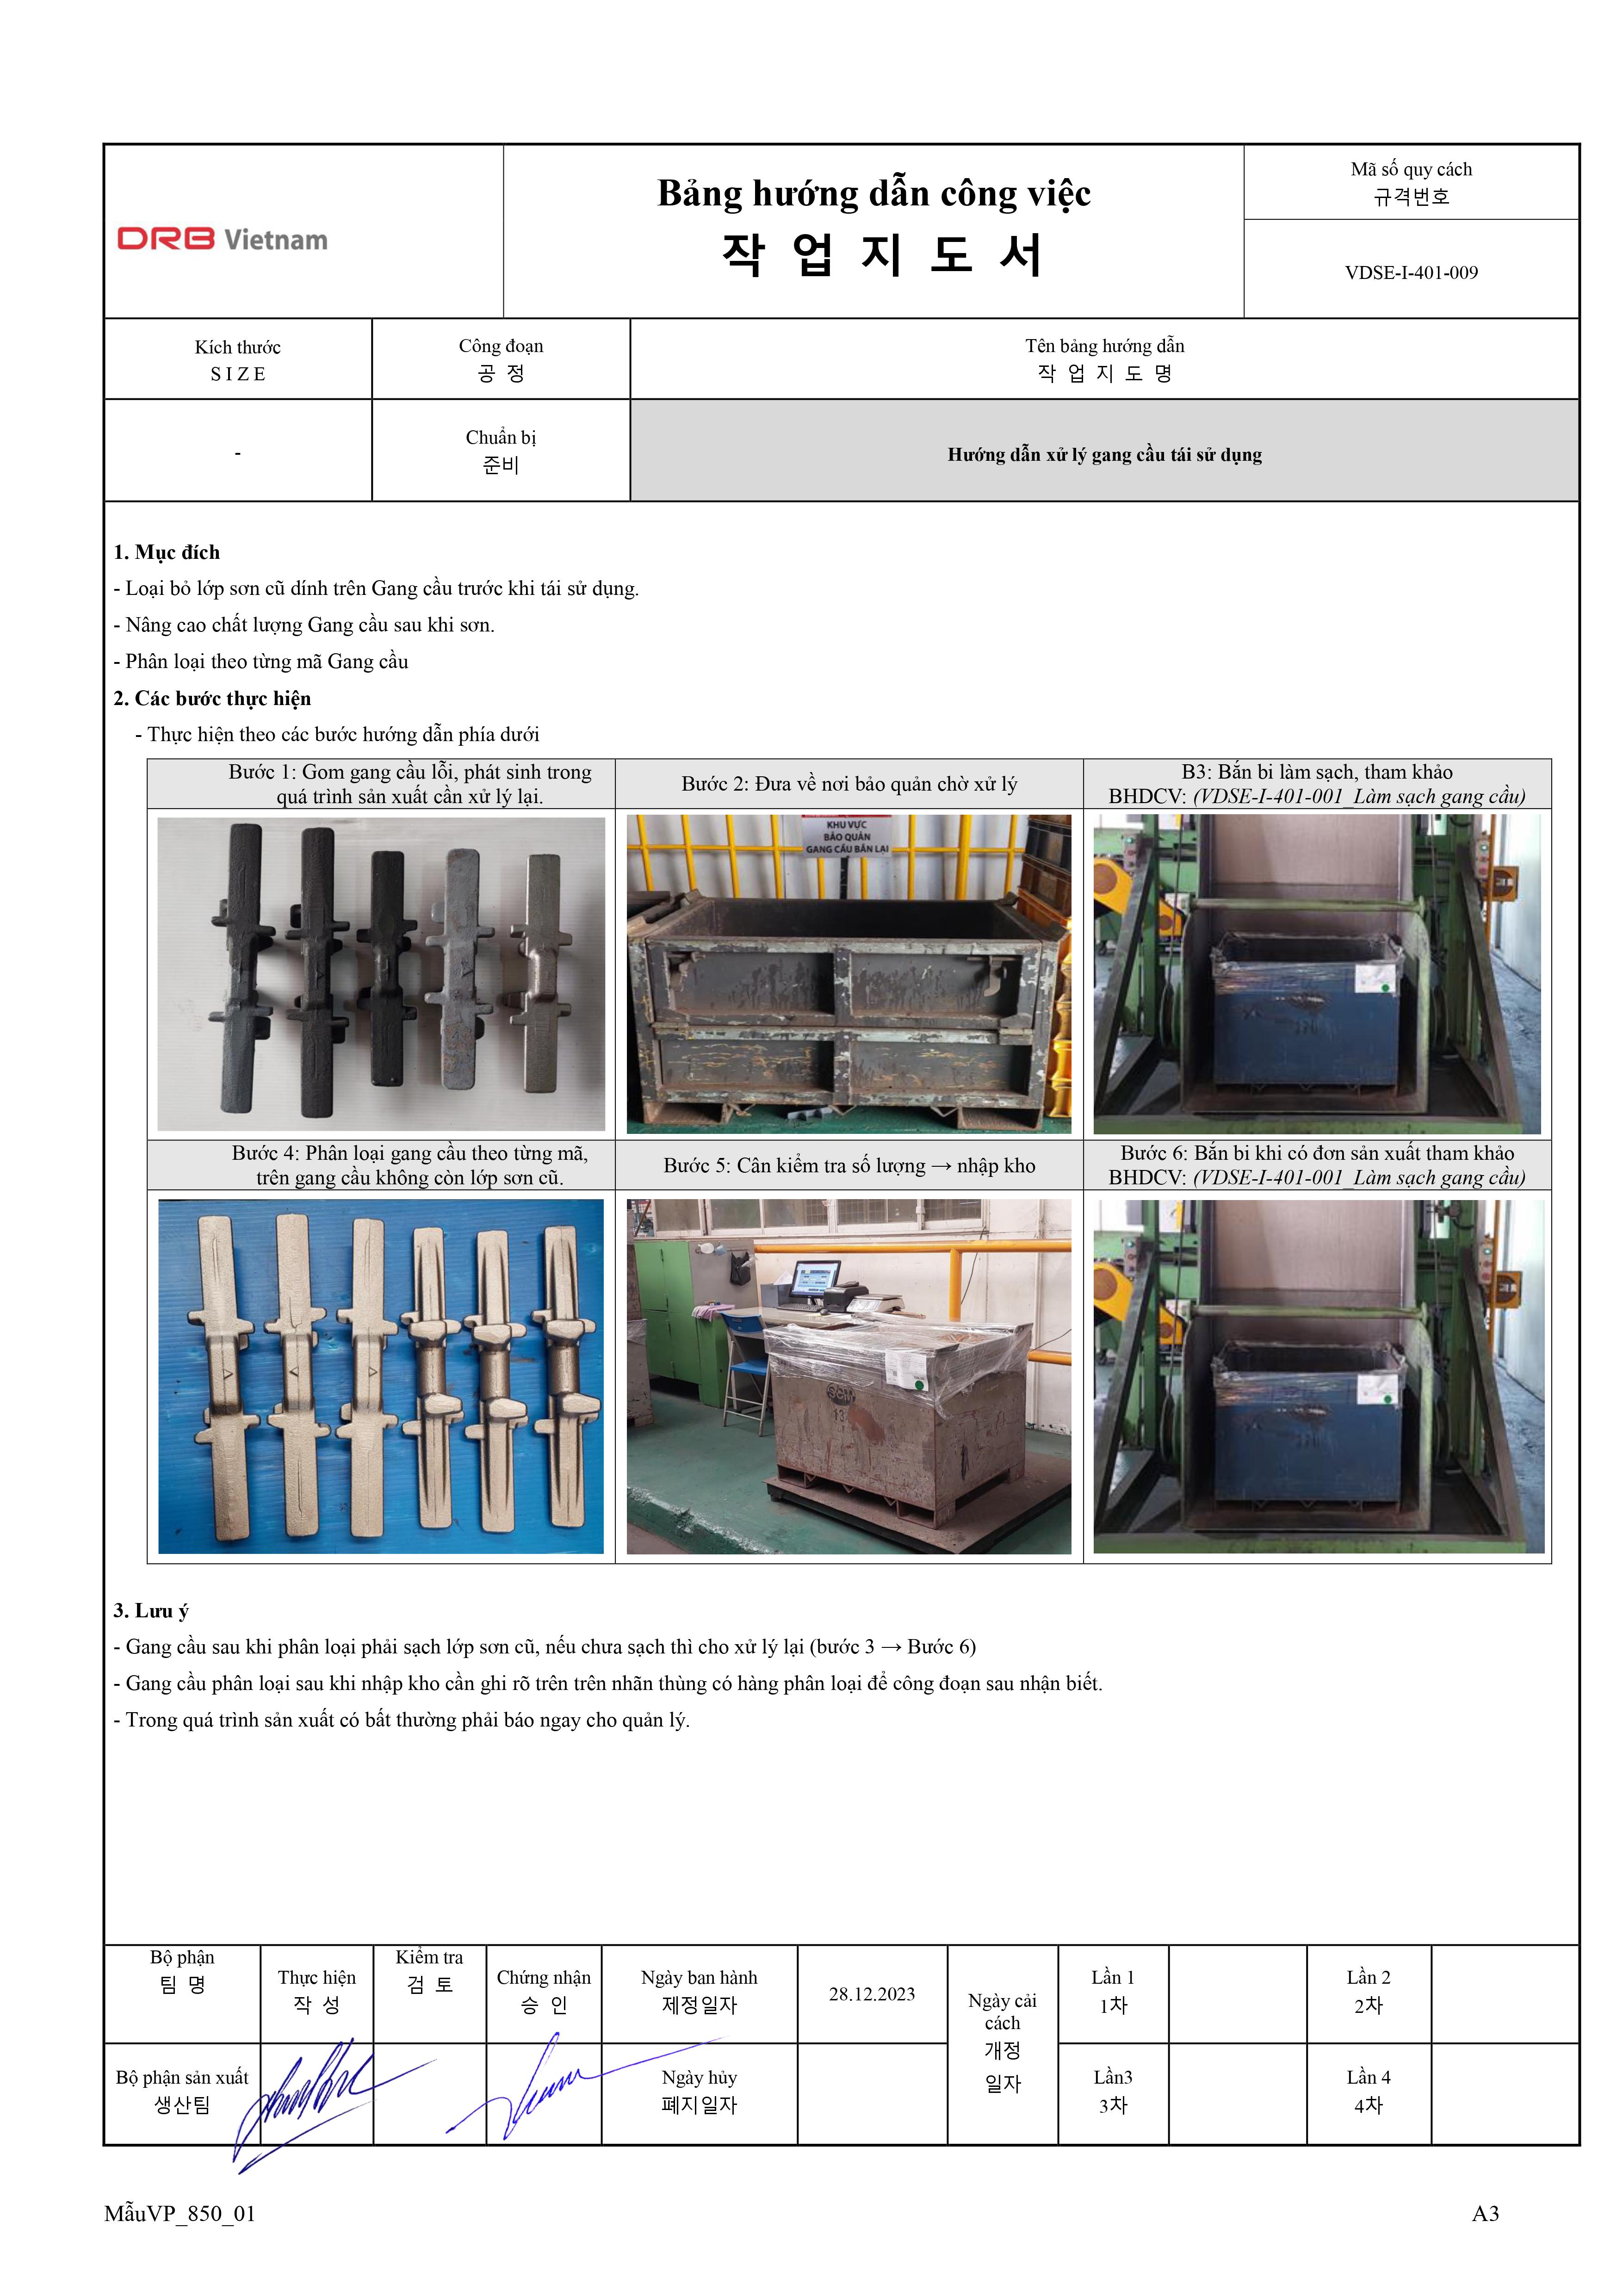 DRB Vietnam
Bảng hướng dẫn công việc
작 업 지 도 서
Mã số quy cách
규격번호
VDSE-I-401-009
Kích thước
S I Z E
Công đoạn
공 정
Tên bảng hướng dẫn
작 업 지 도 명
-
Chuẩn bị
준비
Hướng dẫn xử lý gang cầu tái sử dụng
1. Mục đích
- Loại bỏ lớp sơn cũ dính trên Gang cầu trước khi tái sử dụng.
- Nâng cao chất lượng Gang cầu sau khi sơn.
- Phân loại theo từng mã Gang cầu
2. Các bước thực hiện
- Thực hiện theo các bước hướng dẫn phía dưới
Bước 1: Gom gang cầu lỗi, phát sinh trong
quá trình sản xuất cần xử lý lại.
Bước 2: Đưa về nơi bảo quản chờ xử lý
B3: Bắn bi làm sạch, tham khảo
BHDCV: (VDSE-I-401-001_Làm sạch gang cầu)
KHU VỰC
BẢO QUẢN
GANG CẦU BẮN LẠI
Bước 4: Phân loại gang cầu theo từng mã,
trên gang cầu không còn lớp sơn cũ.
Bước 5: Cân kiểm tra số lượng → nhập kho
Bước 6: Bắn bi khi có đơn sản xuất tham khảo
BHDCV: (VDSE-I-401-001_Làm sạch gang cầu)
13
3. Lưu ý
- Gang cầu sau khi phân loại phải sạch lớp sơn cũ, nếu chưa sạch thì cho xử lý lại (bước 3 → Bước 6)
- Gang cầu phân loại sau khi nhập kho cần ghi rõ trên trên nhãn thùng có hàng phân loại để công đoạn sau nhận biết.
- Trong quá trình sản xuất có bất thường phải báo ngay cho quản lý.
Bộ phận
팀 명
Thực hiện
작 성
Kiểm tra
검 토
Chứng nhận
승 인
Ngày ban hành
제정일자
28.12.2023
Ngày cải
cách
개정
일자
Lần 1
1차
Lần 2
2차
Bộ phận sản xuất
생산팀
Ngày hủy
폐지일자
Lần3
3차
Lần 4
4차
MẫuVP_850_01
A3